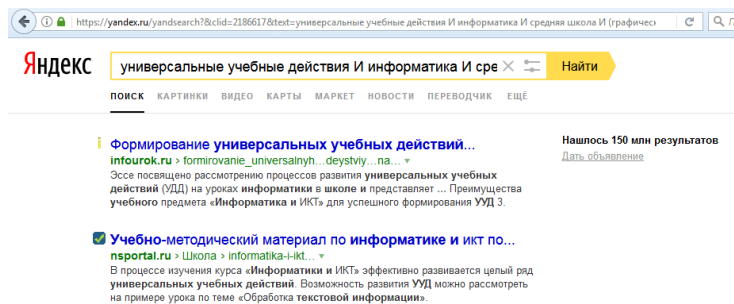 https://yandex.ru/yandsearch?&clid=2186617&text=универсальные учебные действия И информатика И средняя школа И (графичесı
Яндекс
универсальные учебные действия И информатика И сре
Найти
ПОИСК КАРТИНКИ ВИДЕО КАРТЫ МАРКЕТ НОВОСТИ ПЕРЕВОДЧИК ЕЩЁ
Формирование универсальных учебных действий...
infourok.ru › formirovanie_universalnyh…deystviy…na…
Эссе посвящено рассмотрению процессов развития универсальных учебных
действий (УДД) на уроках информатики в школе и представляет ... Преимущества
учебного предмета «Информатика и ИКТ» для успешного формирования УУД 3.
Нашлось 150 млн результатов
Дать объявление
Учебно-методический материал по информатике и икт по...
nsportal.ru › Школа › informatika-i-ikt…
В процессе изучения курса «Информатики и ИКТ» эффективно развивается целый ряд
универсальных учебных действий. Возможность развития УУД можно рассмотреть
на примере урока по теме «Обработка текстовой информации».